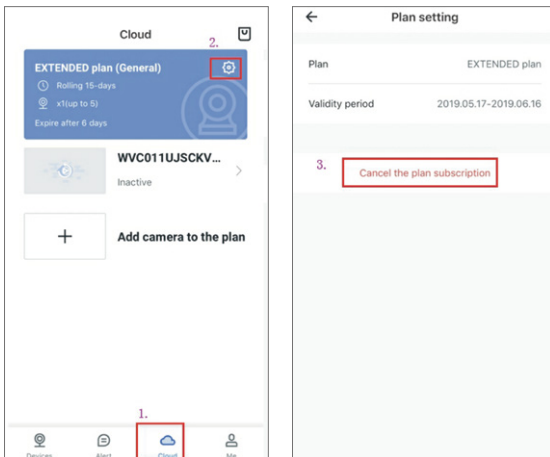 Cloud
2.
EXTENDED plan (General)
Rolling 15-days
x1(up to 5)
Expire after 6 days
WVC011UJSCKV...
Inactive
Add camera to the plan
1.
Devices
Alert
Cloud
Me
Plan setting
Plan
EXTENDED plan
Validity period
2019.05.17-2019.06.16
3.
Cancel the plan subscription